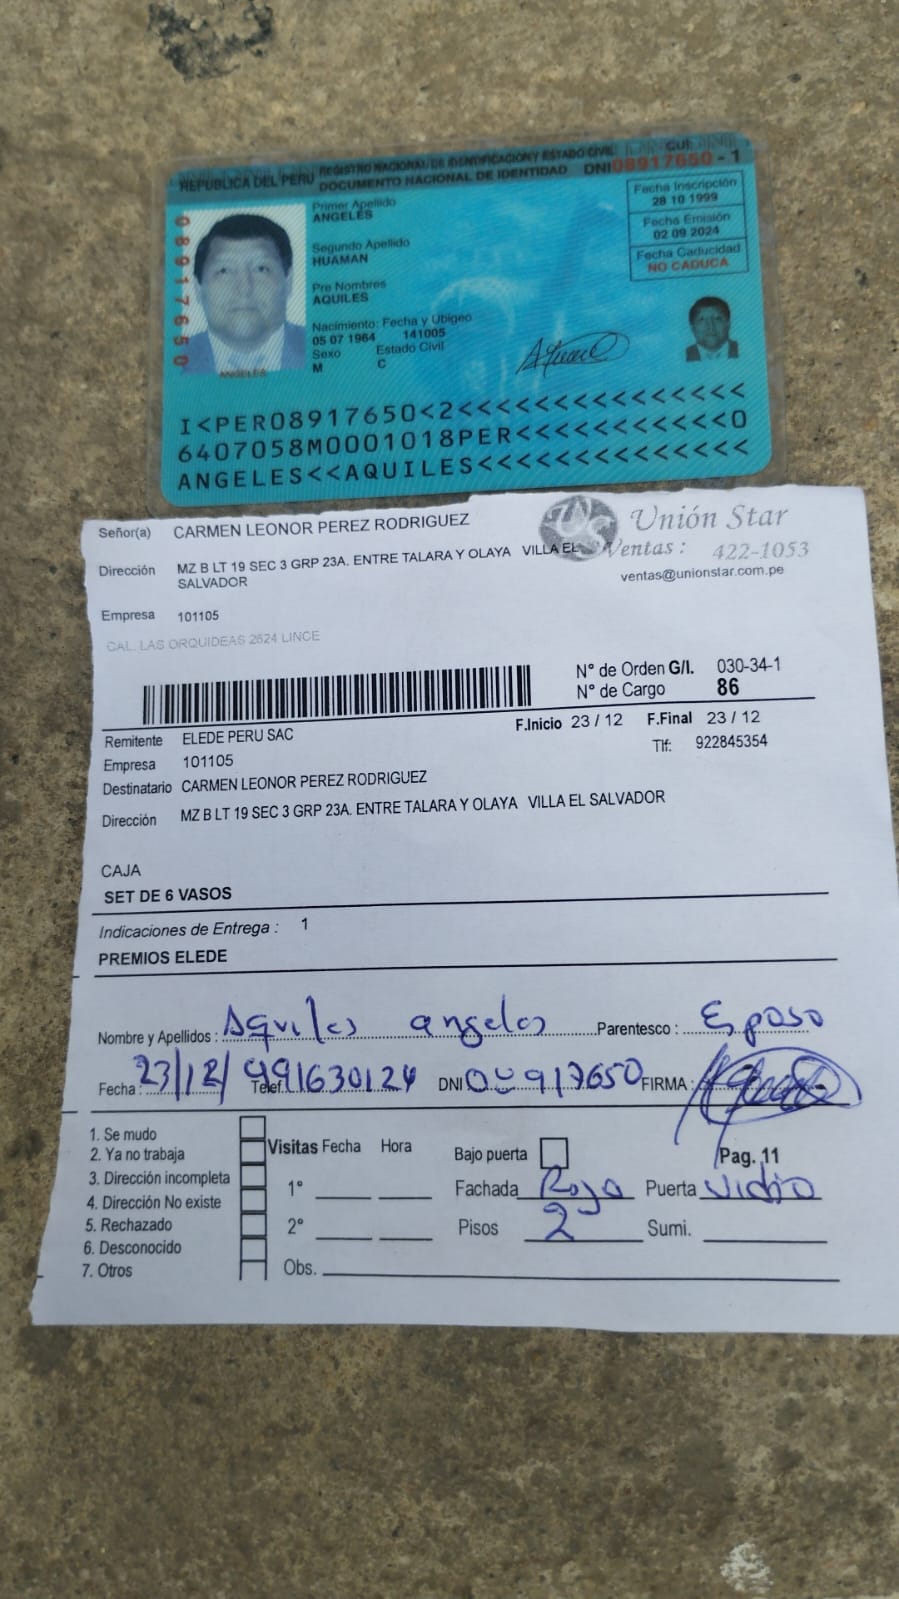 REPUBLICA DEL PERU REGISTRO NACIONAL DE IDENTIFICACION Y ESTADO CIVIL CUI
DOCUMENTO NACIONAL DE IDENTIDAD DNI 08917650 - 1
08917650
Primer Apellido
ANGELES
Segundo Apellido
HUAMAN
Pre Nombres
AQUILES
Nacimiento: Fecha y Ubigeo
05 07 1964 141005
Sexo Estado Civil
M C
Fecha Inscripción
28 10 1999
Fecha Emisión
02 09 2024
Fecha Caducidad
NO CADUCA
ANGELES
I<PER08917650<2<<<<<<<<<<<<<<<
6407058M0001018PER<<<<<<<<<<<0
ANGELES<<AQUILES<<<<<<<<<<<<<<
Señor(a) CARMEN LEONOR PEREZ RODRIGUEZ
Dirección MZ B LT 19 SEC 3 GRP 23A. ENTRE TALARA Y OLAYA VILLA EL
SALVADOR
Empresa 101105
CAL. LAS ORQUIDEAS 2624 LINCE
Unión Star
Ventas: 422-1053
ventas@unionstar.com.pe
N° de Orden G/I. 030-34-1
N° de Cargo 86
F.Inicio 23 / 12 F.Final 23 / 12
Remitente ELEDE PERU SAC
Tlf: 922845354
Empresa 101105
Destinatario CARMEN LEONOR PEREZ RODRIGUEZ
Dirección MZ B LT 19 SEC 3 GRP 23A. ENTRE TALARA Y OLAYA VILLA EL SALVADOR
CAJA
SET DE 6 VASOS
Indicaciones de Entrega : 1
PREMIOS ELEDE
Nombre y Apellidos : Aquiles angeles Parentesco : Esposo
Fecha : 23/12/ Telef. 991630124 DNI 08917650 FIRMA :
1. Se mudo
2. Ya no trabaja
3. Dirección incompleta
4. Dirección No existe
5. Rechazado
6. Desconocido
7. Otros
Visitas Fecha Hora
1°
2°
Obs.
Bajo puerta Pag. 11
Fachada Rojo Puerta vidrio
Pisos 2 Sumi.